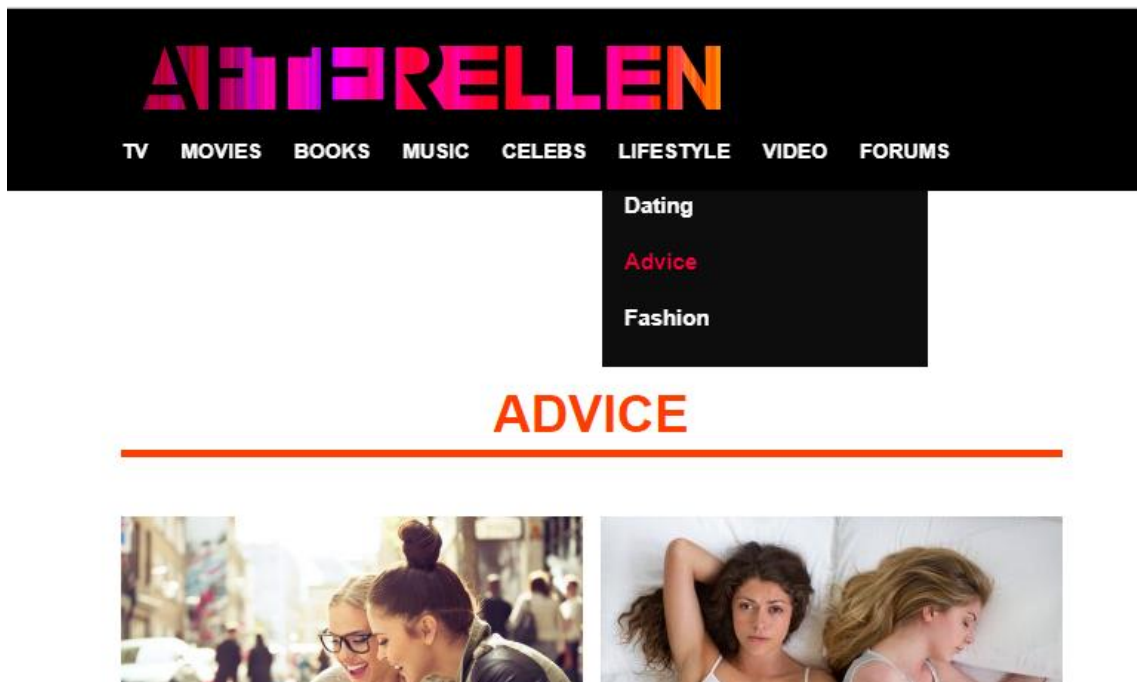 AFTERELLEN
TV MOVIES BOOKS MUSIC CELEBS LIFESTYLE VIDEO FORUMS
Dating
Advice
Fashion
ADVICE